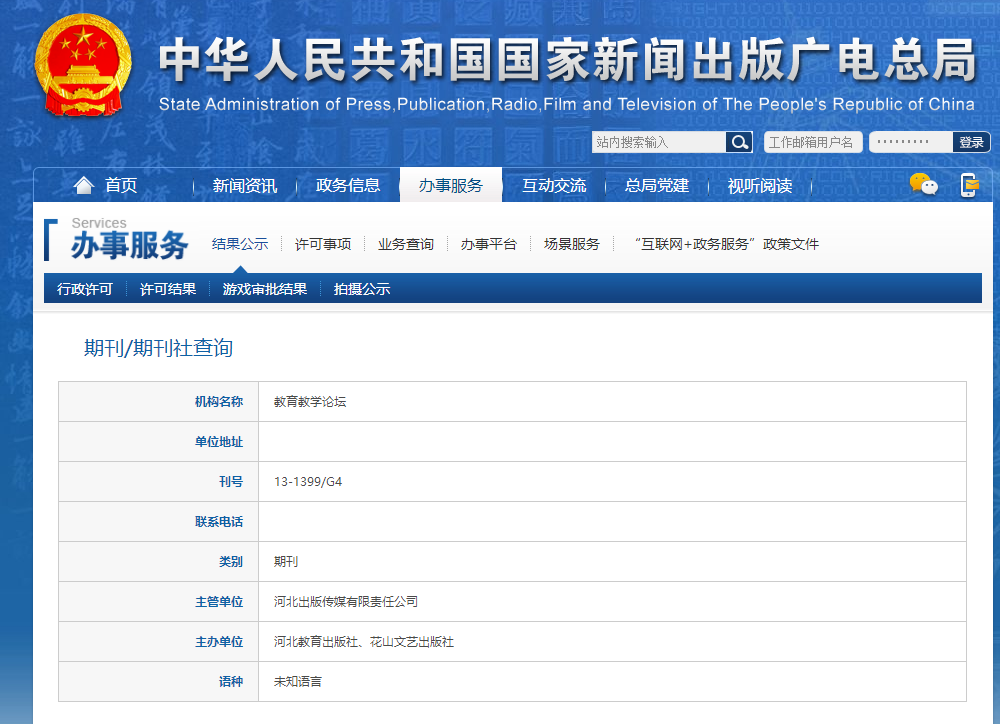 中华人民共和国国家新闻出版广电总局
State Administration of Press,Publication,Radio,Film and Television of The People's Republic of China
站内搜索输入 工作邮箱用户名 ········· 登录
首页 新闻资讯 政务信息 办事服务 互动交流 总局党建 视听阅读
Services
办事服务 结果公示 许可事项 业务查询 办事平台 场景服务 “互联网+政务服务”政策文件
行政许可 许可结果 游戏审批结果 拍摄公示
期刊/期刊社查询
机构名称 教育教学论坛
单位地址
刊号 13-1399/G4
联系电话
类别 期刊
主管单位 河北出版传媒有限责任公司
主办单位 河北教育出版社、花山文艺出版社
语种 未知语言